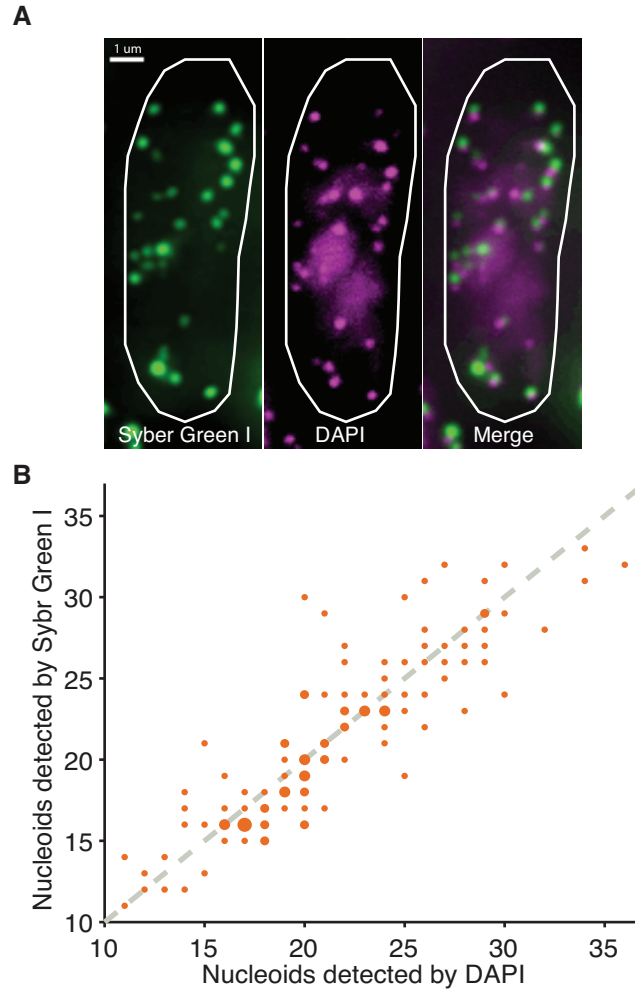 A
1 um
Syber Green I
DAPI
Merge
B
Nucleoids detected by Sybr Green I
35
30
25
20
15
10
10
15
20
25
30
35
Nucleoids detected by DAPI